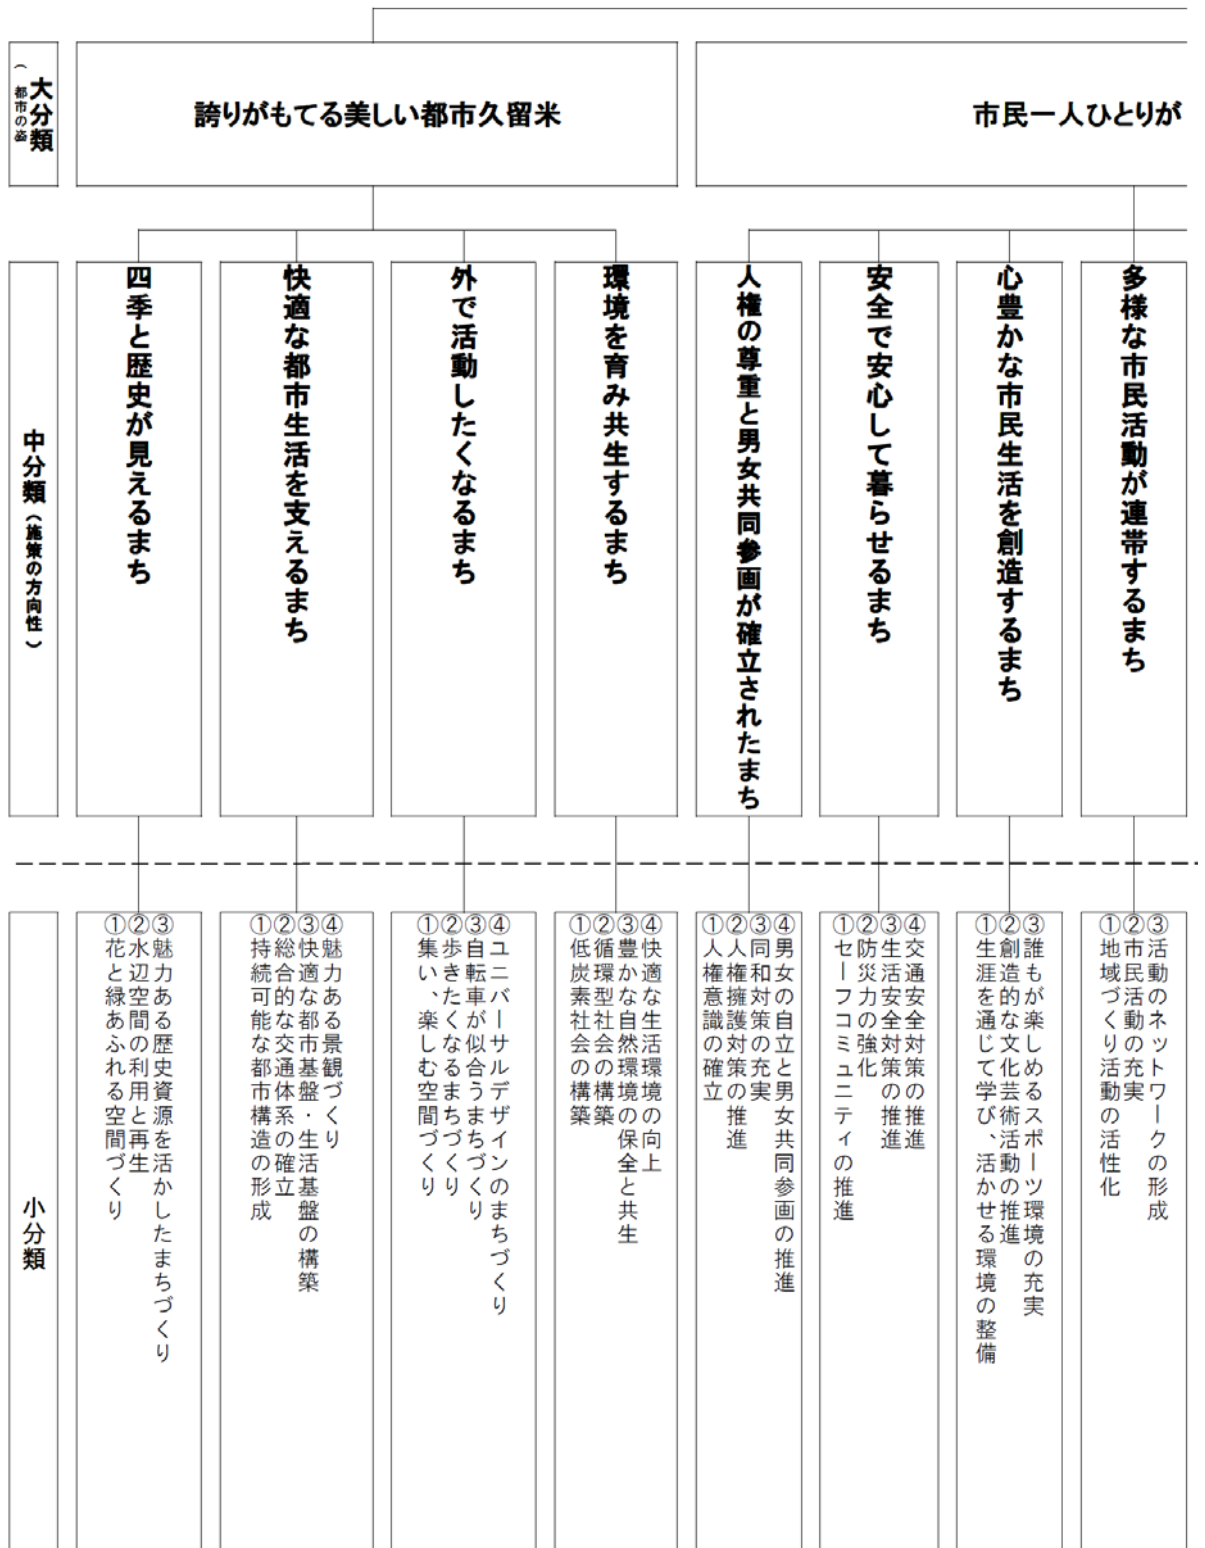 大分類
（都市の姿
誇りがもてる美しい都市久留米
市民一人ひとりが
中分類（施策の方向性）
四季と歴史が見えるまち
快適な都市生活を支えるまち
外で活動したくなるまち
環境を育み共生するまち
人権の尊重と男女共同参画が確立されたまち
安全で安心して暮らせるまち
心豊かな市民生活を創造するまち
多様な市民活動が連帯するまち
小分類
①花と緑あふれる空間づくり
②水辺空間の利用と再生
③魅力ある歴史資源を活かしたまちづくり
①持続可能な都市構造の形成
②総合的な交通体系の確立
③快適な都市基盤・生活基盤の構築
④魅力ある景観づくり
①集い、楽しむ空間づくり
②歩きたくなるまちづくり
③自転車が似合うまちづくり
④ユニバーサルデザインのまちづくり
①低炭素社会の構築
②循環型社会の構築
③豊かな自然環境の保全と共生
④快適な生活環境の向上
①人権意識の確立
②人権擁護対策の推進
③同和対策の充実
④男女の自立と男女共同参画の推進
①セーフコミュニティの推進
②防災力の強化
③生活安全対策の推進
④交通安全対策の推進
①生涯を通じて学び、活かせる環境の整備
②創造的な文化芸術活動の推進
③誰もが楽しめるスポーツ環境の充実
①地域づくり活動の活性化
②市民活動の充実
③活動のネットワークの形成